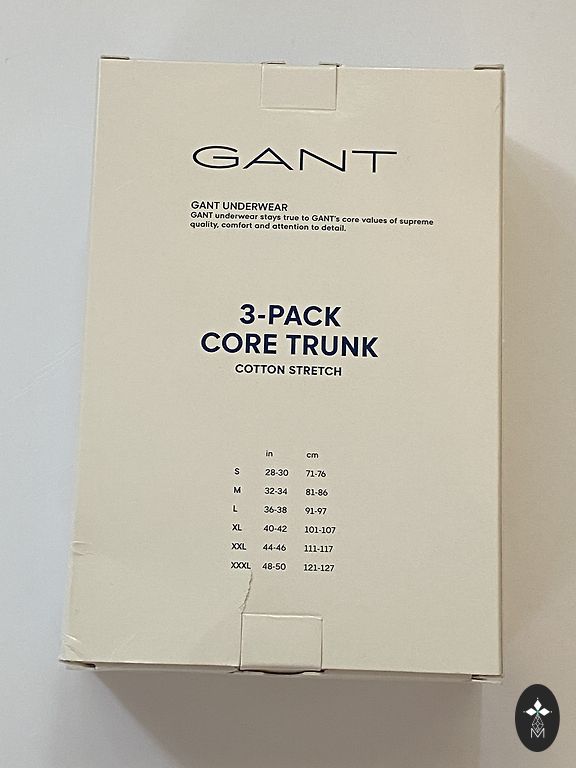 GANT
GANT UNDERWEAR
GANT underwear stays true to GANT's core values of supreme
quality, comfort and attention to detail.
3-PACK
CORE TRUNK
COTTON STRETCH
in cm
S 28-30 71-76
M 32-34 81-86
L 36-38 91-97
XL 40-42 101-107
XXL 44-46 111-117
XXXL 48-50 121-127
M